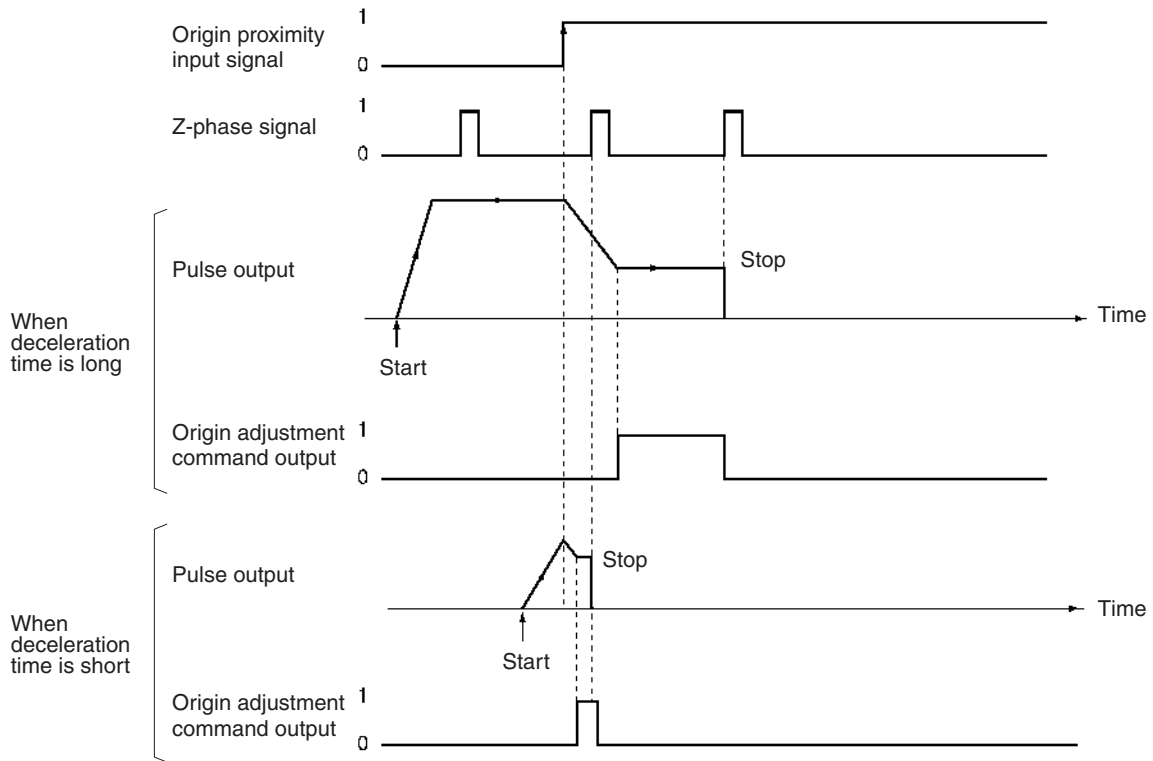 1
Origin proximity
input signal
0
1
Z-phase signal
0
Pulse output
Stop
Time
When
deceleration
time is long
Start
Origin adjustment
command output
1
0
Pulse output
Stop
Time
When
deceleration
time is short
Start
Origin adjustment
command output
1
0